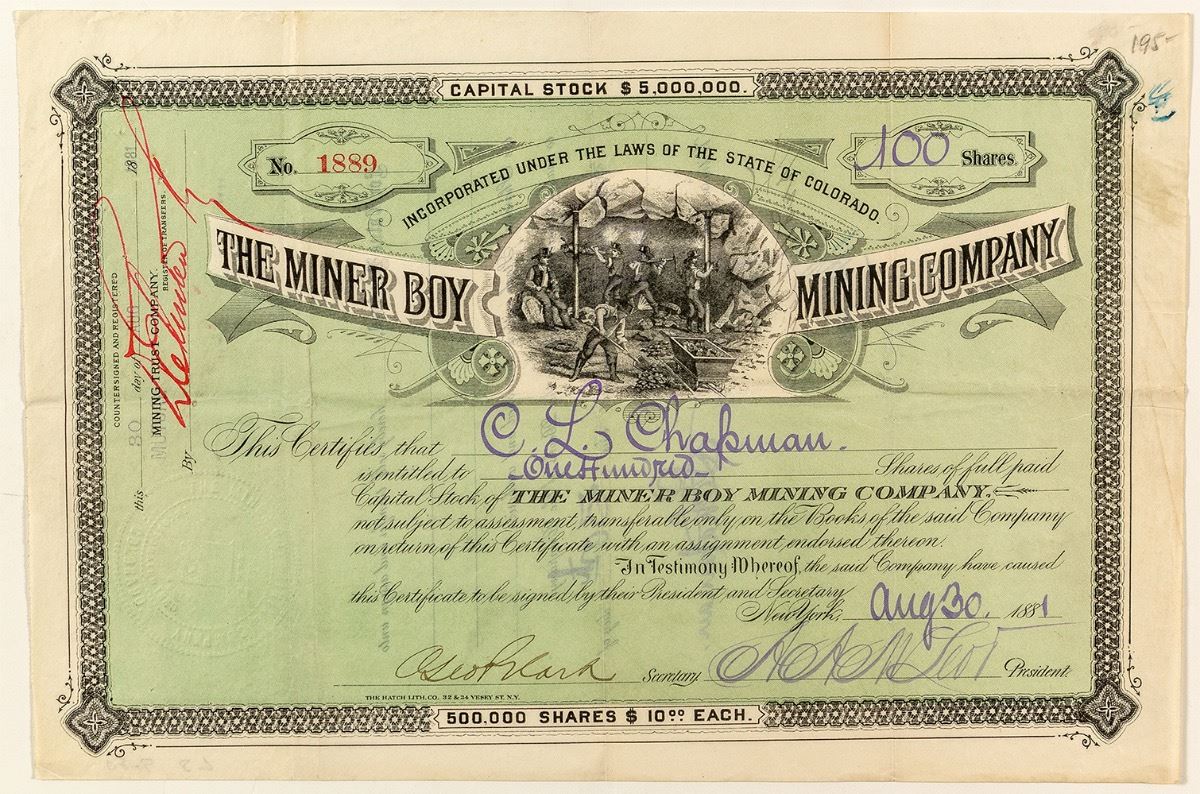 195-
CAPITAL STOCK $ 5,000,000.
No. 1889
100 Shares.
INCORPORATED UNDER THE LAWS OF THE STATE OF COLORADO.
THE MINER BOY MINING COMPANY
This Certifies that C. L. Chapman.
is entitled to One Hundred Shares of full paid
Capital Stock of THE MINER BOY MINING COMPANY.
not subject to assessment, transferable only on the Books of the said Company
on return of this Certificate with an assignment endorsed thereon.
In Testimony Whereof, the said Company have caused
this Certificate to be signed by their President and Secretary
New York, Aug 30. 1881
Secretary. President.
THE HATCH LITH. CO. 32 & 34 VESEY ST. N.Y.
500,000 SHARES $ 10.00 EACH.
COUNTERSIGNED AND REGISTERED
this 30 day of Aug 1881
MINING TRUST COMPANY.
REGISTER OF TRANSFERS.
By